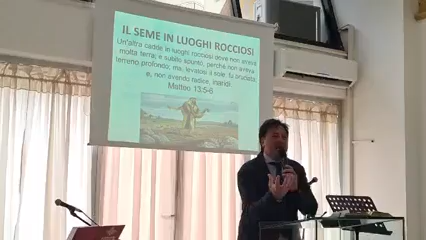 IL SEME IN LUOGHI ROCCIOSI
Un'altra cadde in luoghi rocciosi dove non aveva
molta terra; e subito spuntò, perché non aveva
terreno profondo; ma, levatosi il sole, fu bruciata
e, non avendo radice, inaridì.
Matteo 13:5-6